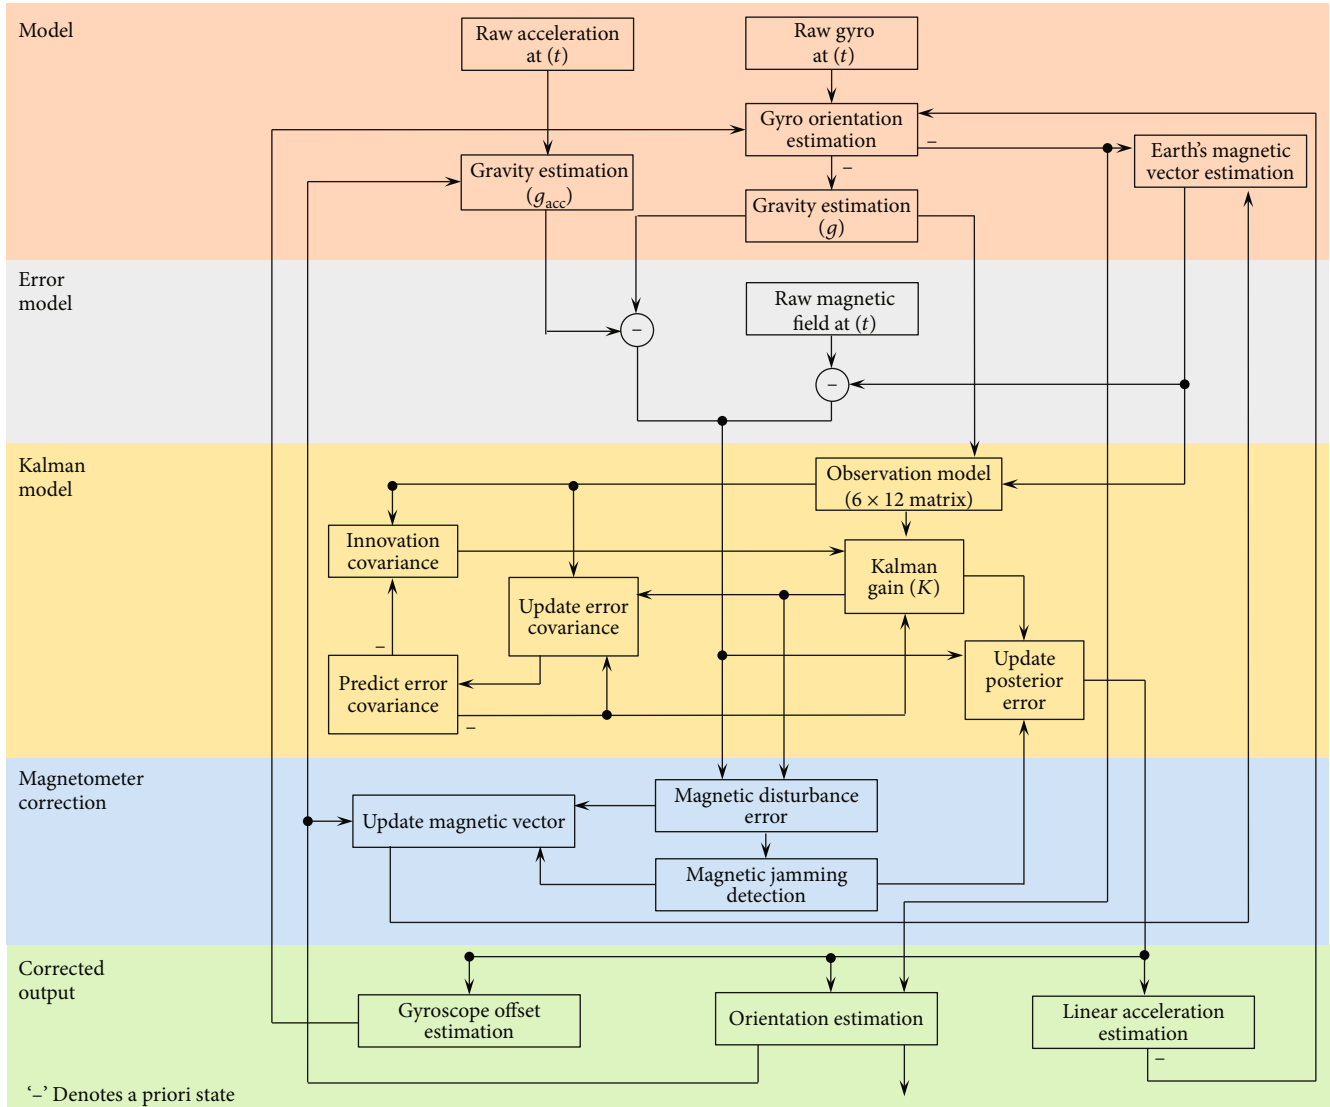 Model
Raw acceleration
at (t)
Raw gyro
at (t)
Gyro orientation
estimation
–
–
Earth's magnetic
vector estimation
Gravity estimation
(gacc)
Gravity estimation
(g)
Error
model
Raw magnetic
field at (t)
–
–
Kalman
model
Observation model
(6 × 12 matrix)
Innovation
covariance
Kalman
gain (K)
Update error
covariance
–
Predict error
covariance
–
Update
posterior
error
Magnetometer
correction
Magnetic disturbance
error
Update magnetic vector
Magnetic jamming
detection
Corrected
output
Gyroscope offset
estimation
Orientation estimation
Linear acceleration
estimation
–
‘–’ Denotes a priori state